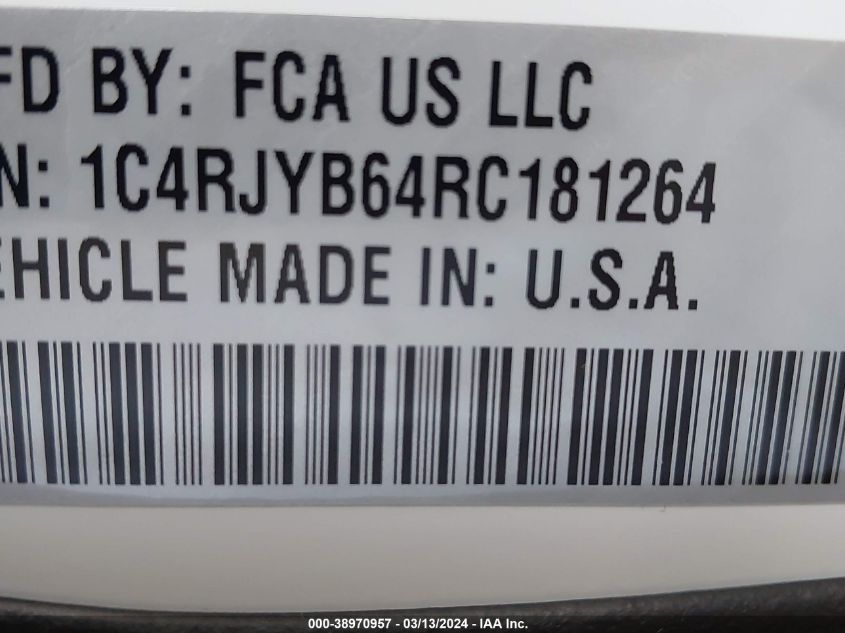 FD BY: FCA US LLC
N: 1C4RJYB64RC181264
EHICLE MADE IN: U.S.A.
000-38970957 - 03/13/2024 - IAA Inc.